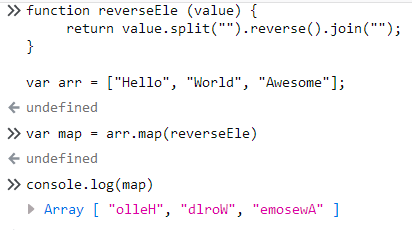 » function reverseEle (value) {
return value.split("").reverse().join("");
}
var arr = ["Hello", "World", "Awesome"];
← undefined
» var map = arr.map(reverseEle)
← undefined
» console.log(map)
▶ Array [ "olleH", "dlroW", "emosewA" ]